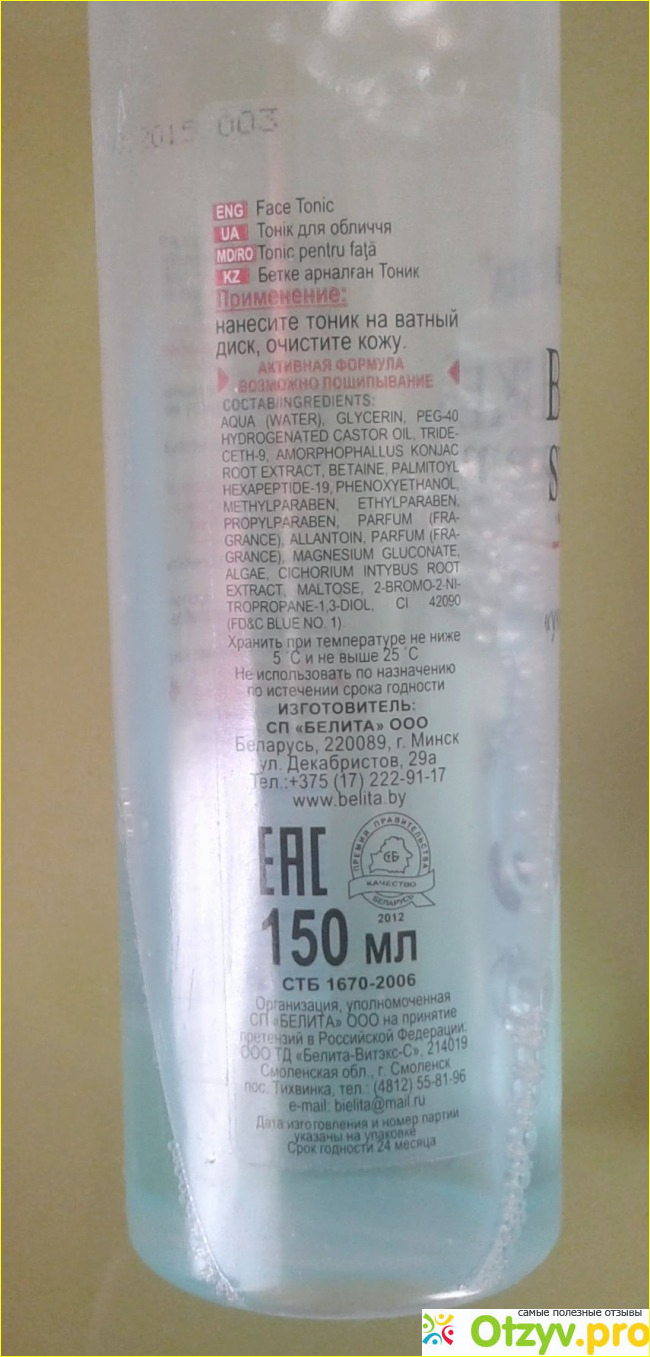 2015 003
ENG Face Tonic
UA Тонік для обличчя
MD/RO Tonic pentru faţă
KZ Бетке арналған Тоник
Применение:
нанесите тоник на ватный
диск, очистите кожу.
АКТИВНАЯ ФОРМУЛА
ВОЗМОЖНО ПОЩИПЫВАНИЕ
СОСТАВ/INGREDIENTS:
AQUA (WATER), GLYCERIN, PEG-40
HYDROGENATED CASTOR OIL, TRIDE-
CETH-9, AMORPHOPHALLUS KONJAC
ROOT EXTRACT, BETAINE, PALMITOYL
HEXAPEPTIDE-19, PHENOXYETHANOL,
METHYLPARABEN, ETHYLPARABEN,
PROPYLPARABEN, PARFUM (FRA-
GRANCE), ALLANTOIN, PARFUM (FRA-
GRANCE), MAGNESIUM GLUCONATE,
ALGAE, CICHORIUM INTYBUS ROOT
EXTRACT, MALTOSE, 2-BROMO-2-NI-
TROPROPANE-1,3-DIOL, CI 42090
(FD&C BLUE NO. 1)
Хранить при температуре не ниже
5 °С и не выше 25 °С
Не использовать по назначению
по истечении срока годности
ИЗГОТОВИТЕЛЬ:
СП «БЕЛИТА» ООО
Беларусь, 220089, г. Минск
ул. Декабристов, 29а
Тел.:+375 (17) 222-91-17
www.belita.by
EAC
ПРЕМИЯ ПРАВИТЕЛЬСТВА
СТБ
КАЧЕСТВО
БЕЛАРУСЬ
2012
150 мл
СТБ 1670-2006
Организация, уполномоченная
СП «БЕЛИТА» ООО на принятие
претензий в Российской Федерации:
ООО ТД «Белита-Витэкс-С», 214019
Смоленская обл., г. Смоленск
пос. Тихвинка, тел.: (4812) 55-81-96
e-mail: bielita@mail.ru
Дата изготовления и номер партии
указаны на упаковке
Срок годности 24 месяца
самые полезные отзывы
Otzyv.pro